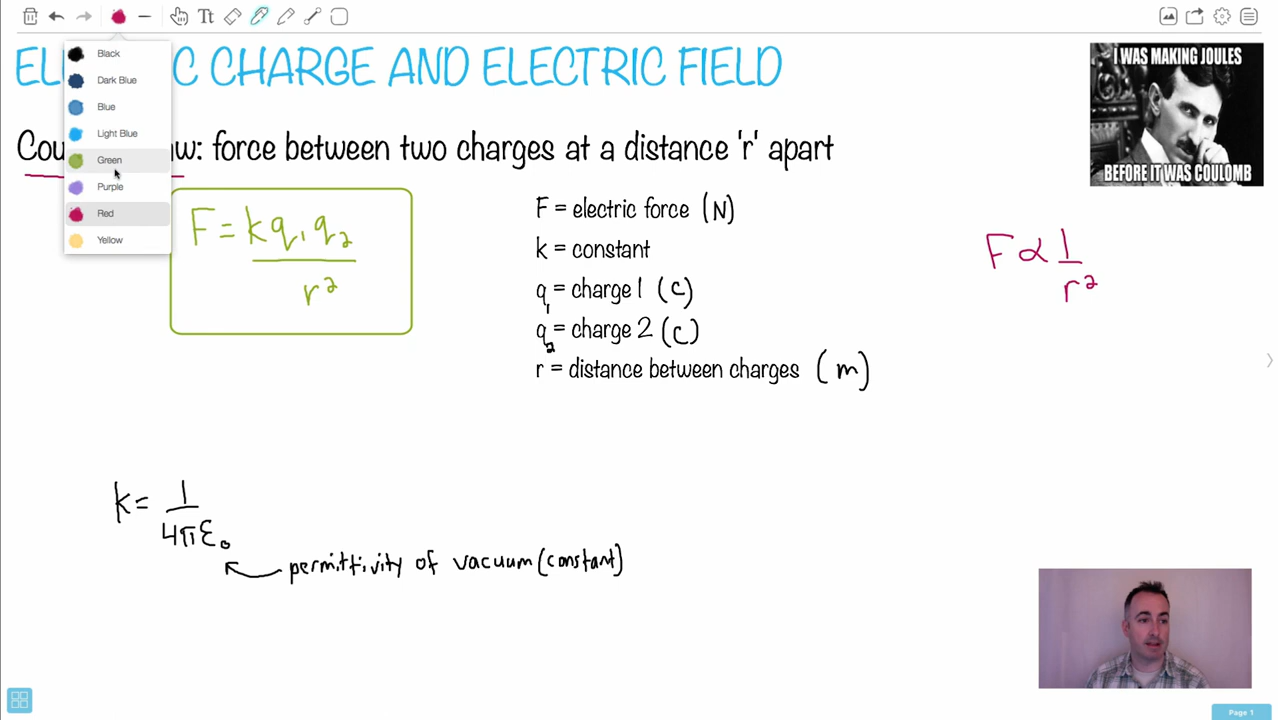 Black
Dark Blue
Blue
Light Blue
Green
Purple
Red
Yellow
Tt
EL C CHARGE AND ELECTRIC FIELD
I WAS MAKING JOULES
BEFORE IT WAS COULOMB
Cou w: force between two charges at a distance 'r' apart
F = kq₁q₂
r²
F = electric force (N)
k = constant
q₁ = charge 1 (C)
q₂ = charge 2 (C)
r = distance between charges (m)
F ∝ 1
r²
k = 1
4πε₀
permittivity of vacuum (constant)
Page 1